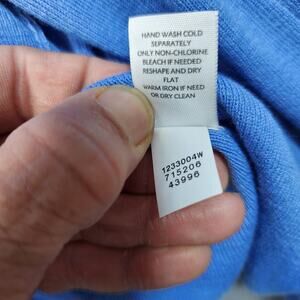 HAND WASH COLD
SEPARATELY
ONLY NON-CHLORINE
BLEACH IF NEEDED
RESHAPE AND DRY
FLAT
WARM IRON IF NEED
OR DRY CLEAN
1233004W
715206
43996